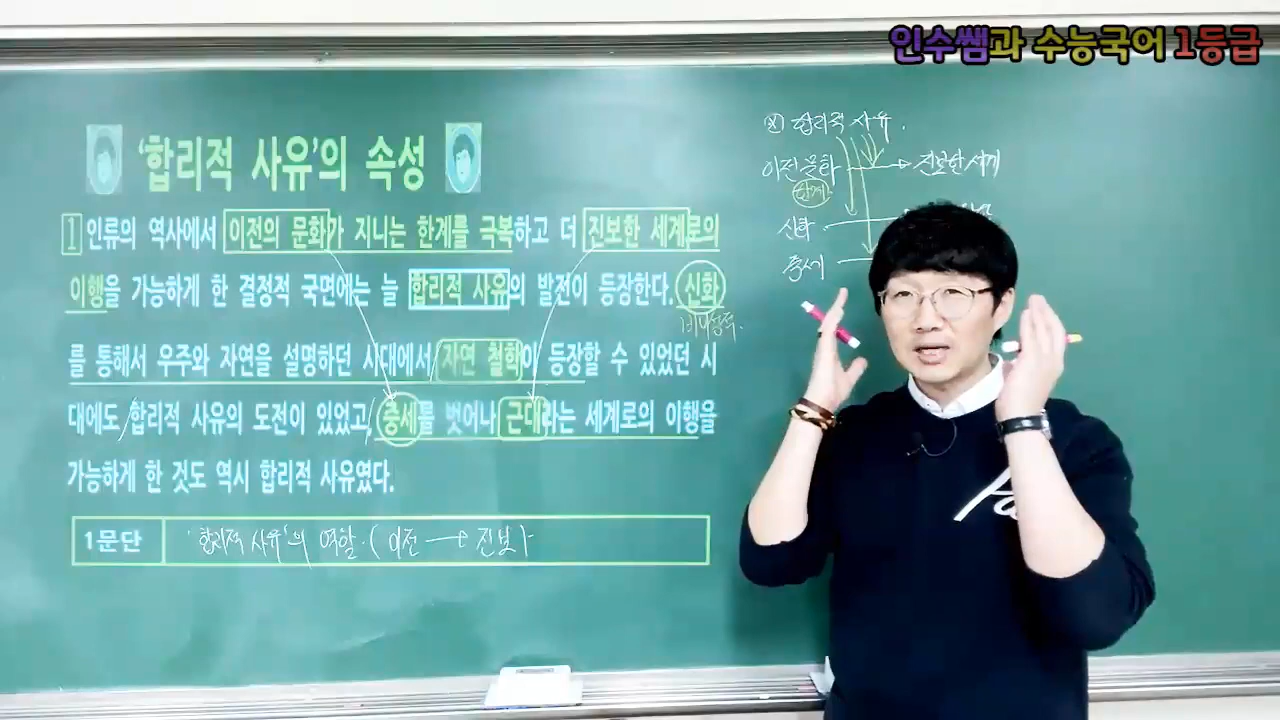 인수쌤과 수능국어 1등급
'합리적 사유'의 속성
1 인류의 역사에서 이전의 문화가 지니는 한계를 극복하고 더 진보한 세계로의
이행을 가능하게 한 결정적 국면에는 늘 합리적 사유의 발전이 등장한다. 신화
를 통해서 우주와 자연을 설명하던 시대에서 자연 철학이 등장할 수 있었던 시
대에도 합리적 사유의 도전이 있었고, 중세를 벗어나 근대라는 세계로의 이행을
가능하게 한 것도 역시 합리적 사유였다.
1문단
'합리적 사유'의 역할. (이전 → 진보)
합리적 사유.
이전 문화 → 진보한 세계
한계
신화
중세